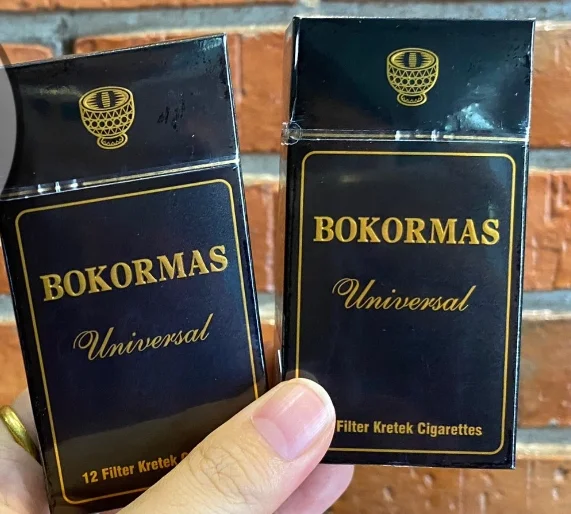 BOKORMAS
Universal
12 Filter Kretek
BOKORMAS
Universal
Filter Kretek Cigarettes